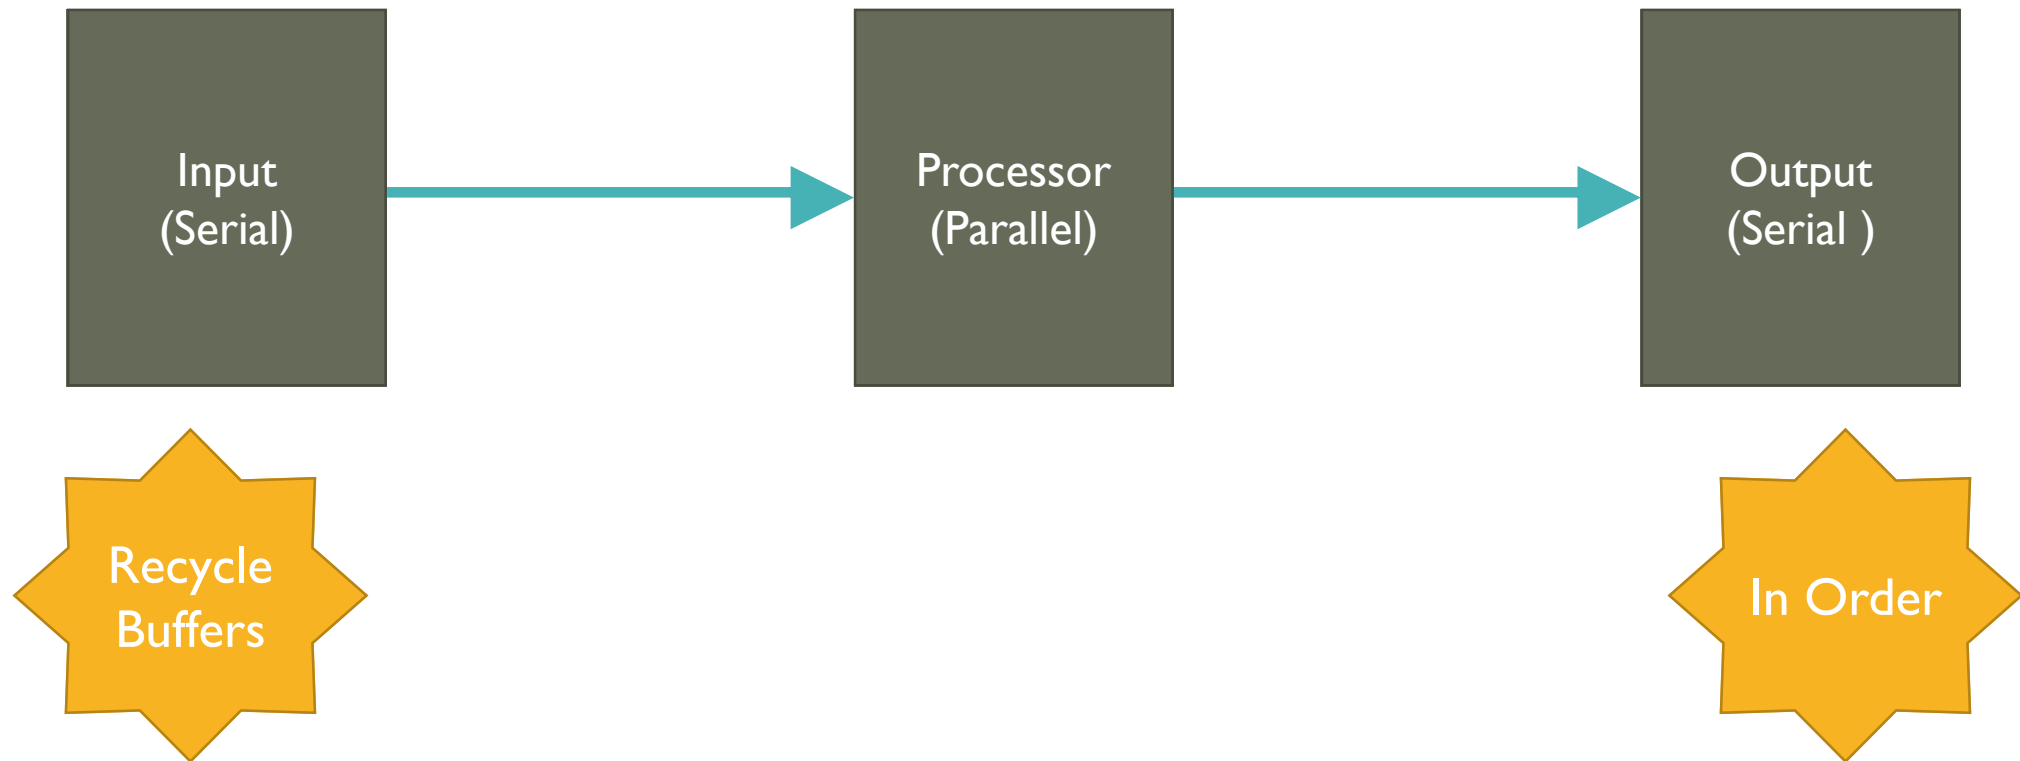 Input
(Serial)
Processor
(Parallel)
Output
(Serial )
Recycle
Buffers
In Order